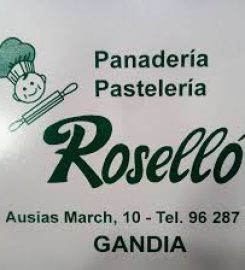 Panadería
Pastelería
Roselló
Ausias March, 10 - Tel. 96 287
GANDIA